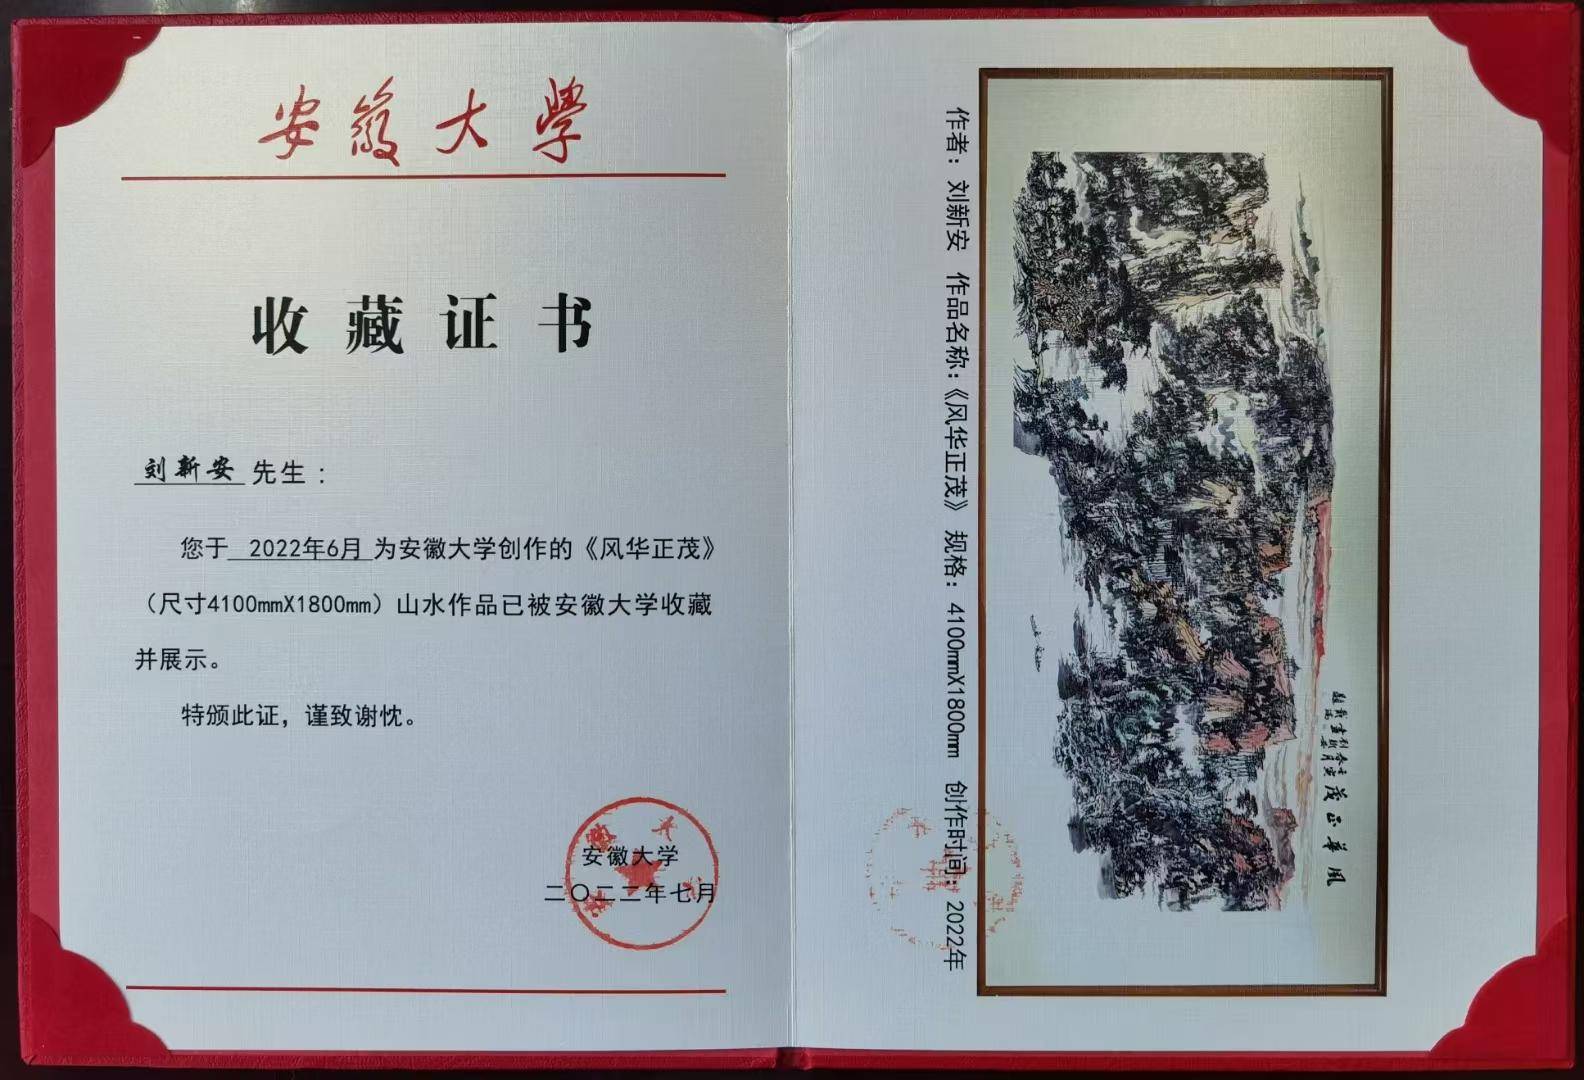 安徽大學
收藏证书
刘新安 先生：
您于 2022年6月 为安徽大学创作的《风华正茂》
（尺寸4100mmX1800mm）山水作品已被安徽大学收藏
并展示。
特颁此证，谨致谢忱。
安徽大学
二〇二二年七月
作者：刘新安 作品名称：《风华正茂》 规格：4100mmX1800mm 创作时间：2022年
風華正茂